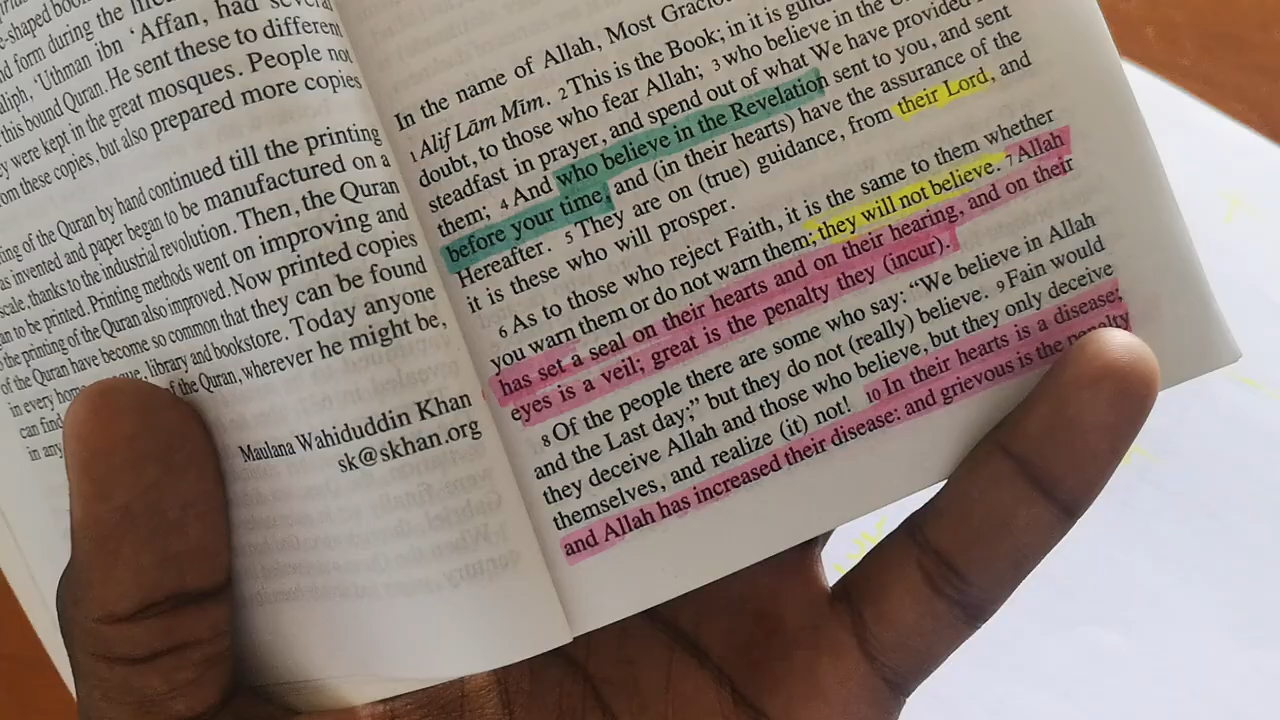 -shaped
and form during the
aliph, ‘Uthman ibn ‘Affan, had several
this bound Quran. He sent these to different
ey were kept in the great mosques. People not
om these copies, but also prepared more copies
ing of the Quran by hand continued till the printing
as invented and paper began to be manufactured on a
scale, thanks to the industrial revolution. Then, the Quran
an to be printed. Printing methods went on improving and
the printing of the Quran also improved. Now printed copies
of the Quran have become so common that they can be found
in every library and bookstore. Today anyone
can find of the Quran, wherever he might be,
in any
Maulana Wahiduddin Khan
sk@skhan.org
In the name of Allah, Most
1 Alif Lām Mīm. 2 This is the Book; in it is
doubt, to those who fear Allah; 3 who believe in the
steadfast in prayer, and spend out of what We have provided
them; 4 And who believe in the Revelation sent to you, and sent
before your time, and (in their hearts) have the assurance of the
Hereafter. 5 They are on (true) guidance, from their Lord, and
it is these who will prosper.
6 As to those who reject Faith, it is the same to them whether
you warn them or do not warn them; they will not believe. 7 Allah
has set a seal on their hearts and on their hearing, and on their
eyes is a veil; great is the penalty they (incur).
8 Of the people there are some who say: “We believe in Allah
and the Last day;” but they do not (really) believe. 9 Fain would
they deceive Allah and those who believe, but they only deceive
themselves, and realize (it) not! 10 In their hearts is a disease;
and Allah has increased their disease: and grievous is the penalty